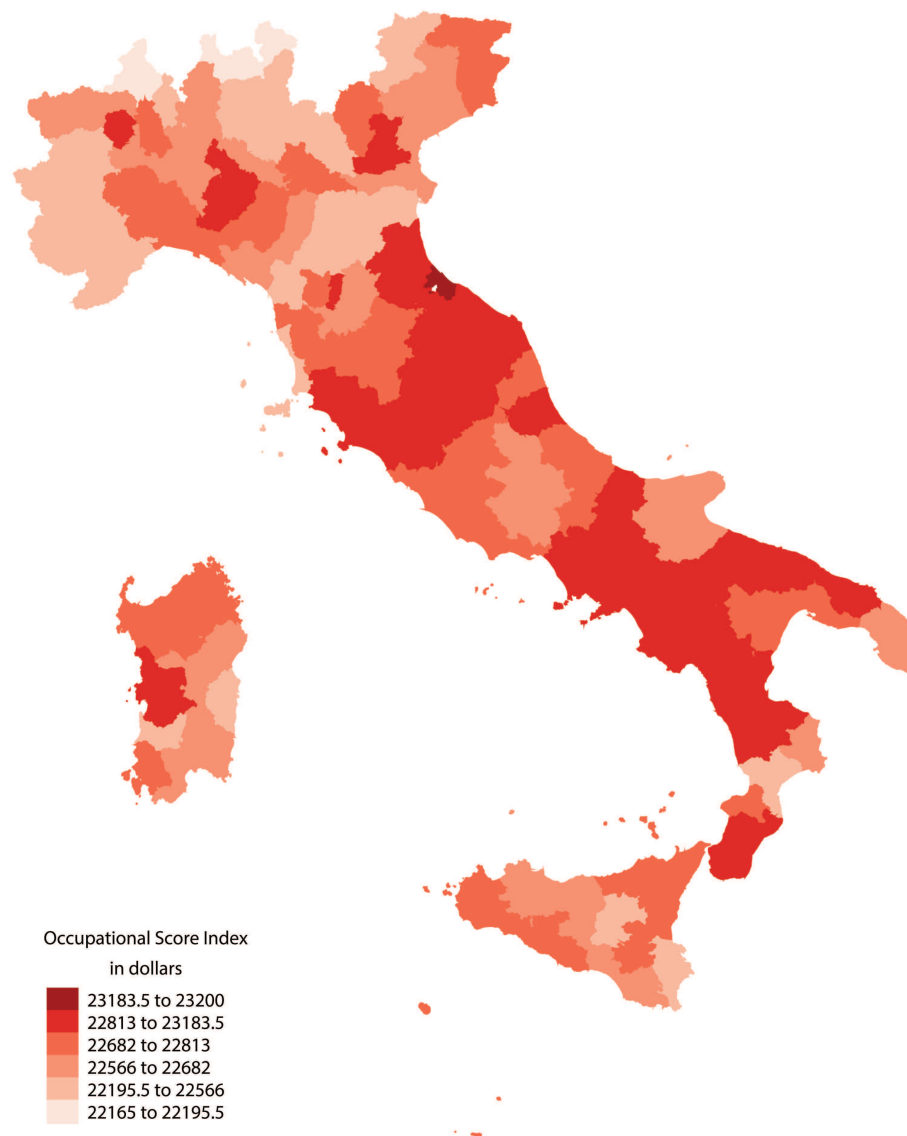 Occupational Score Index
in dollars
23183.5 to 23200
22813 to 23183.5
22682 to 22813
22566 to 22682
22195.5 to 22566
22165 to 22195.5